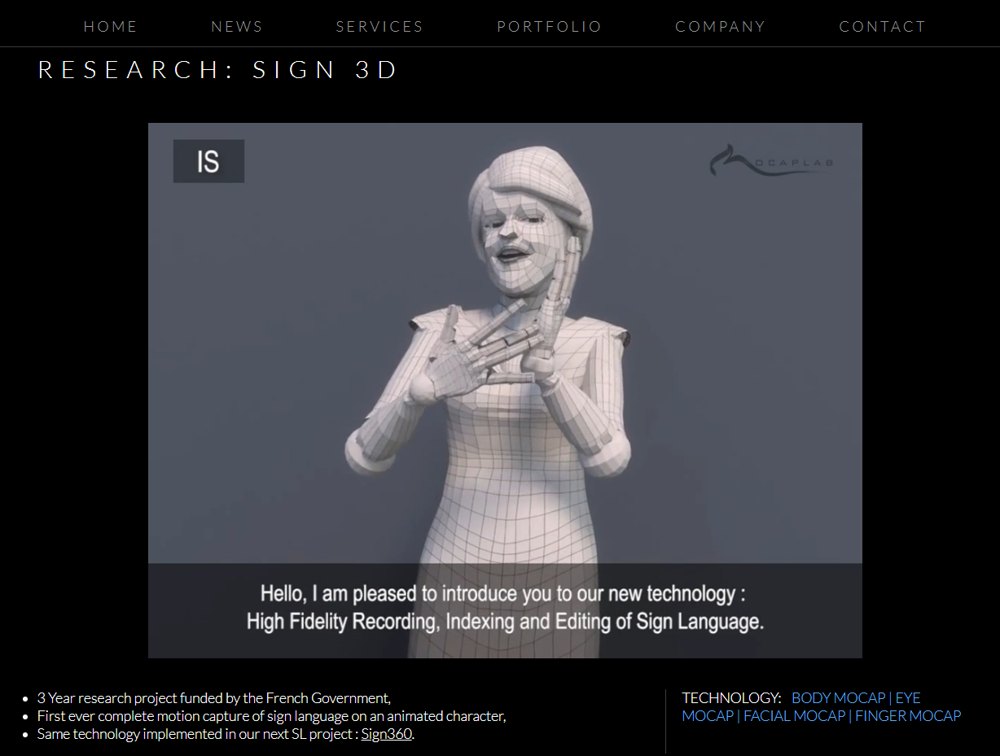 HOME NEWS SERVICES PORTFOLIO COMPANY CONTACT
RESEARCH: SIGN 3D
IS
OCAPLAB
Hello, I am pleased to introduce you to our new technology :
High Fidelity Recording, Indexing and Editing of Sign Language.
• 3 Year research project funded by the French Government,
• First ever complete motion capture of sign language on an animated character,
• Same technology implemented in our next SL project : Sign360.
TECHNOLOGY: BODY MOCAP | EYE
MOCAP | FACIAL MOCAP | FINGER MOCAP